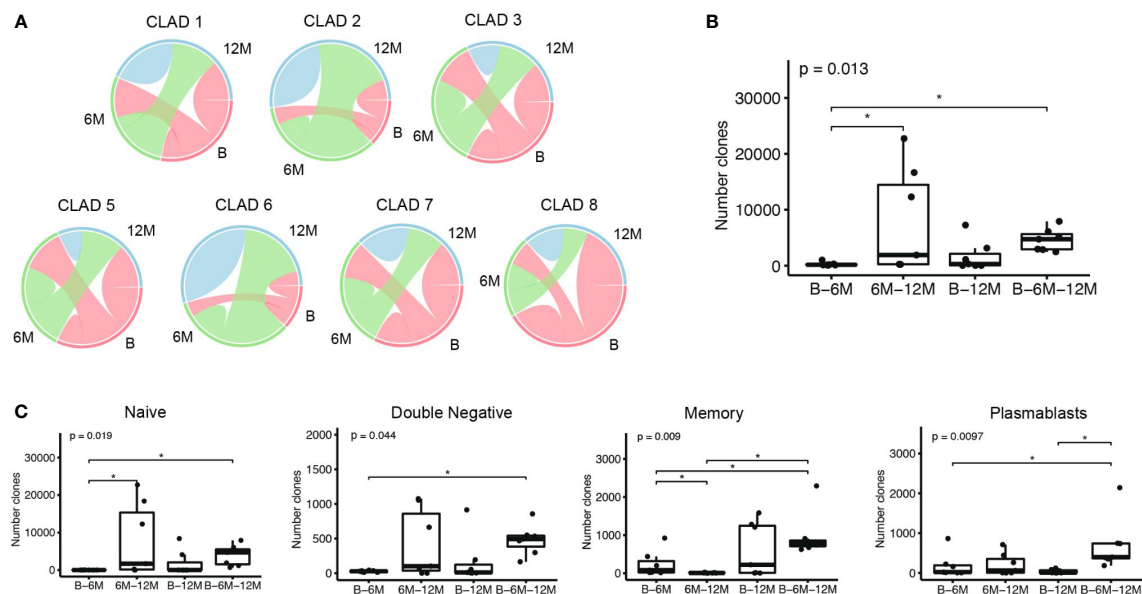 A
CLAD 1
12M
6M
B
CLAD 2
12M
6M
B
CLAD 3
12M
6M
B
CLAD 5
12M
6M
B
CLAD 6
12M
6M
B
CLAD 7
12M
6M
B
CLAD 8
12M
6M
B
B
p = 0.013
*
*
Number clones
30000
20000
10000
0
B−6M 6M−12M B−12M B−6M−12M
C
Naive
p = 0.019
*
*
Number clones
30000
20000
10000
0
B−6M 6M−12M B−12M B−6M−12M
Double Negative
p = 0.044
*
Number clones
2000
1500
1000
500
0
B−6M 6M−12M B−12M B−6M−12M
Memory
p = 0.009
*
*
*
Number clones
3000
2000
1000
0
B−6M 6M−12M B−12M B−6M−12M
Plasmablasts
p = 0.0097
*
*
Number clones
3000
2000
1000
0
B−6M 6M−12M B−12M B−6M−12M